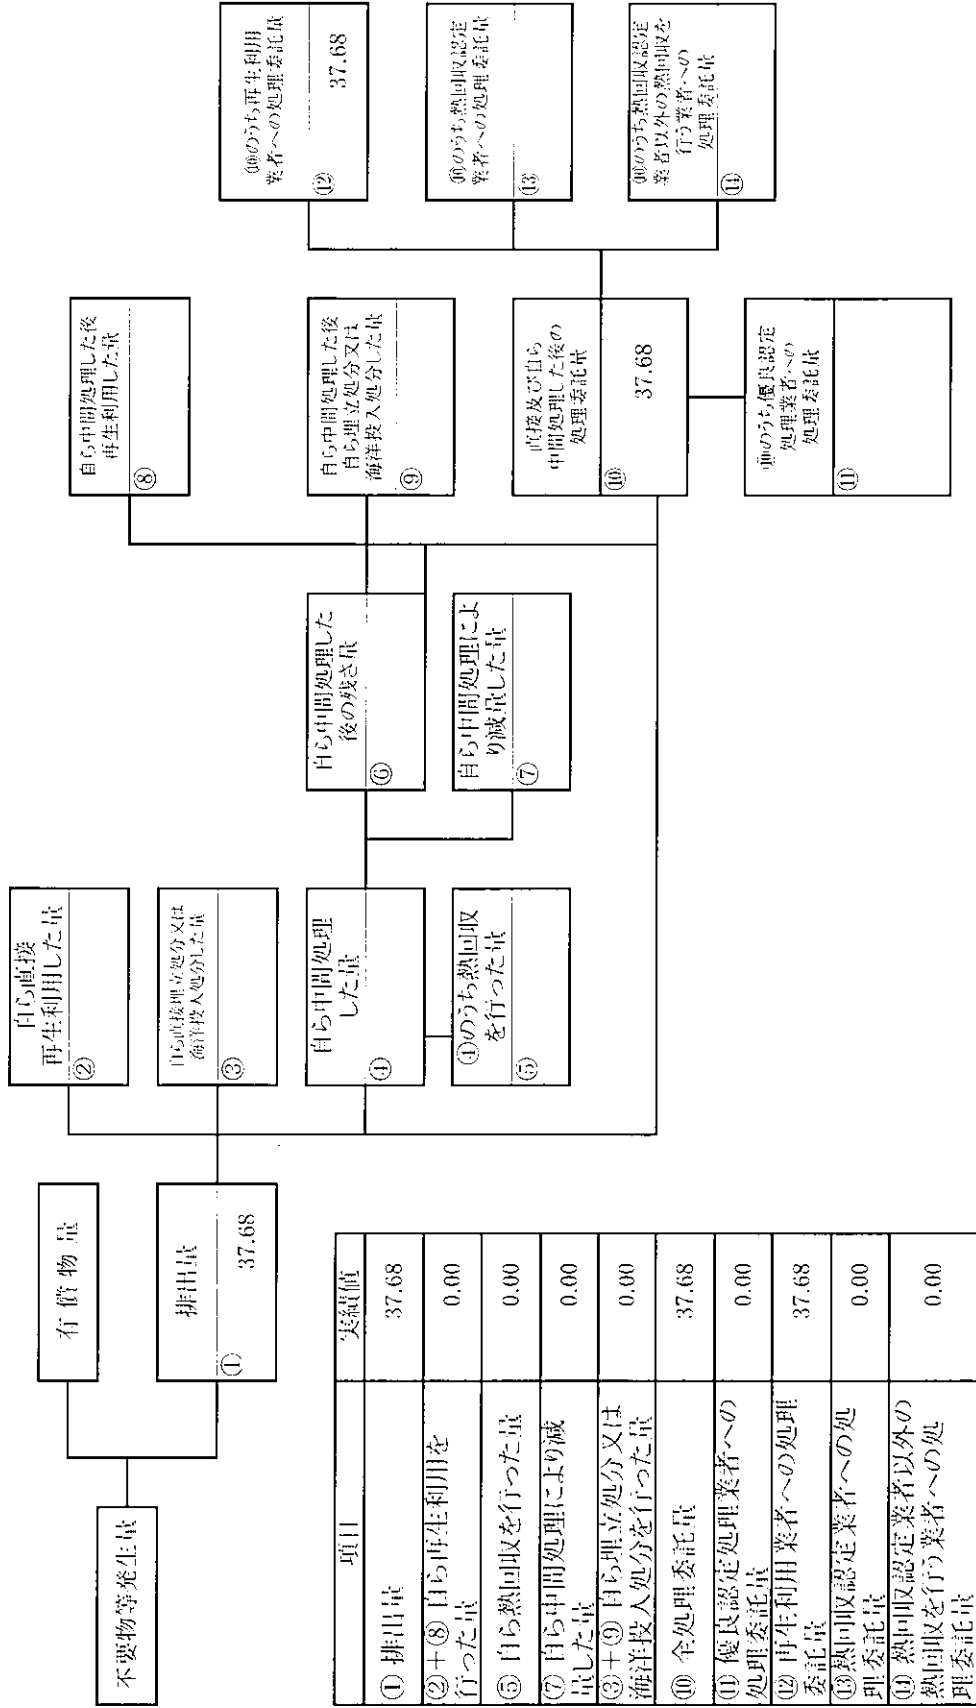 不要物等発生量
有償物量
排出量
①
37.68
自ら直接
再生利用した量
②
自ら直接埋立処分又は
海洋投入処分した量
③
自ら中間処理
した量
④
④のうち熱回収
を行った量
⑤
自ら中間処理した
後の残さ量
⑥
自ら中間処理によ
り減量した量
⑦
自ら中間処理した後
再生利用した量
⑧
自ら中間処理した後
自ら埋立処分又は
海洋投入処分した量
⑨
直接及び自ら
中間処理した後の
処理委託量
⑩
37.68
⑩のうち優良認定
処理業者への
処理委託量
⑪
⑩のうち再生利用
業者への処理委託量
⑫
37.68
⑩のうち熱回収認定
業者への処理委託量
⑬
⑩のうち熱回収認定
業者以外の熱回収を
行う業者への
処理委託量
⑭
項目 実績値
① 排出量 37.68
②+⑧ 自ら再生利用を
行った量 0.00
⑤ 自ら熱回収を行った量 0.00
⑦ 自ら中間処理により減
量した量 0.00
③+⑨ 自ら埋立処分又は
海洋投入処分を行った量 0.00
⑩ 全処理委託量 37.68
⑪ 優良認定処理業者への
処理委託量 0.00
⑫ 再生利用業者への処理
委託量 37.68
⑬ 熱回収認定業者への処
理委託量 0.00
⑭ 熱回収認定業者以外の
熱回収を行う業者への処
理委託量 0.00